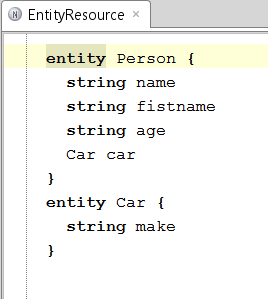 N EntityResource ×
entity Person {
string name
string fistname
string age
Car car
}
entity Car {
string make
}